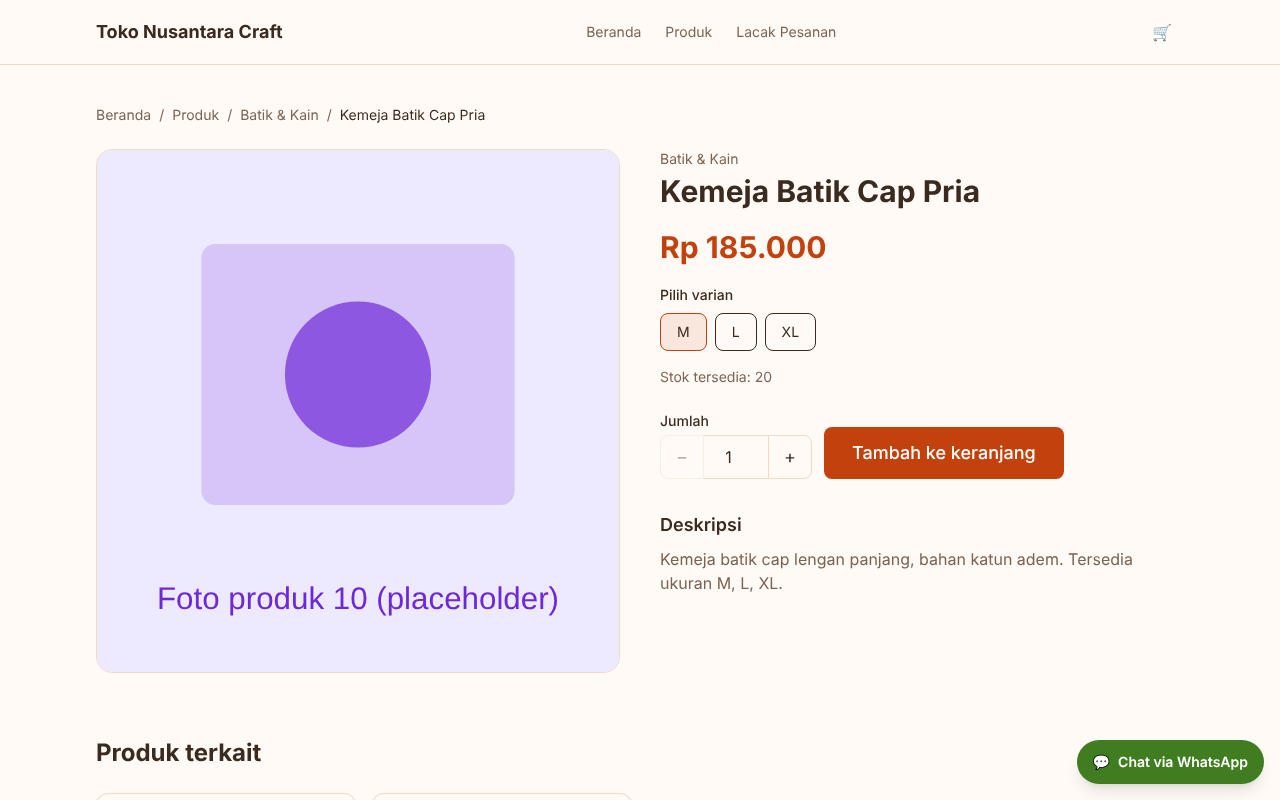 Toko Nusantara Craft
Beranda Produk Lacak Pesanan
Beranda / Produk / Batik & Kain / Kemeja Batik Cap Pria
Foto produk 10 (placeholder)
Batik & Kain
Kemeja Batik Cap Pria
Rp 185.000
Pilih varian
M L XL
Stok tersedia: 20
Jumlah
− 1 + Tambah ke keranjang
Deskripsi
Kemeja batik cap lengan panjang, bahan katun adem. Tersedia
ukuran M, L, XL.
Produk terkait
Chat via WhatsApp